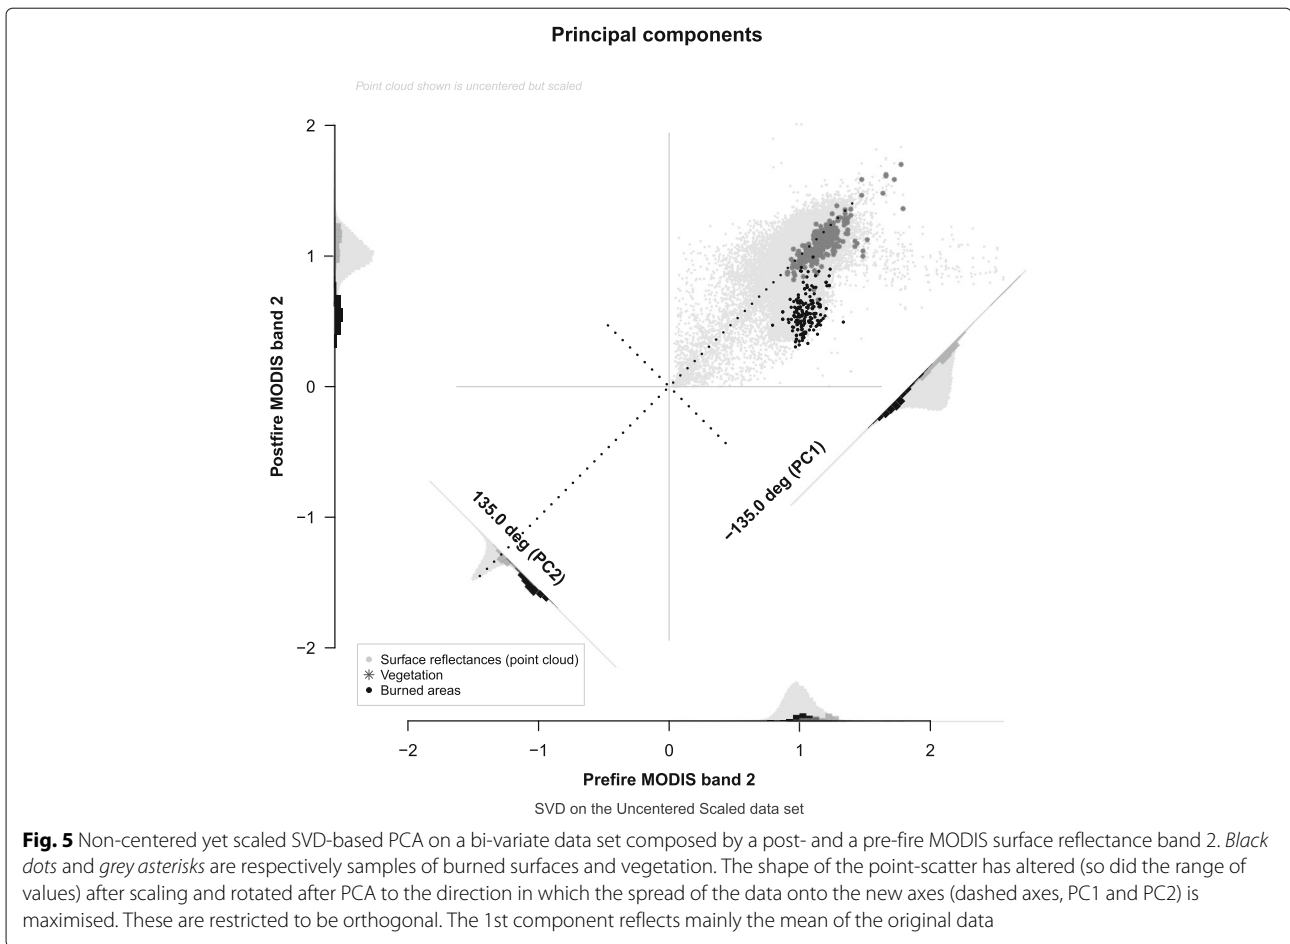 Principal components
Point cloud shown is uncentered but scaled
2
1
0
−1
−2
Postfire MODIS band 2
−135.0 deg (PC1)
135.0 deg (PC2)
Surface reflectances (point cloud)
Vegetation
Burned areas
−2 −1 0 1 2
Prefire MODIS band 2
SVD on the Uncentered Scaled data set
Fig. 5 Non-centered yet scaled SVD-based PCA on a bi-variate data set composed by a post- and a pre-fire MODIS surface reflectance band 2. Black
dots and grey asterisks are respectively samples of burned surfaces and vegetation. The shape of the point-scatter has altered (so did the range of
values) after scaling and rotated after PCA to the direction in which the spread of the data onto the new axes (dashed axes, PC1 and PC2) is
maximised. These are restricted to be orthogonal. The 1st component reflects mainly the mean of the original data